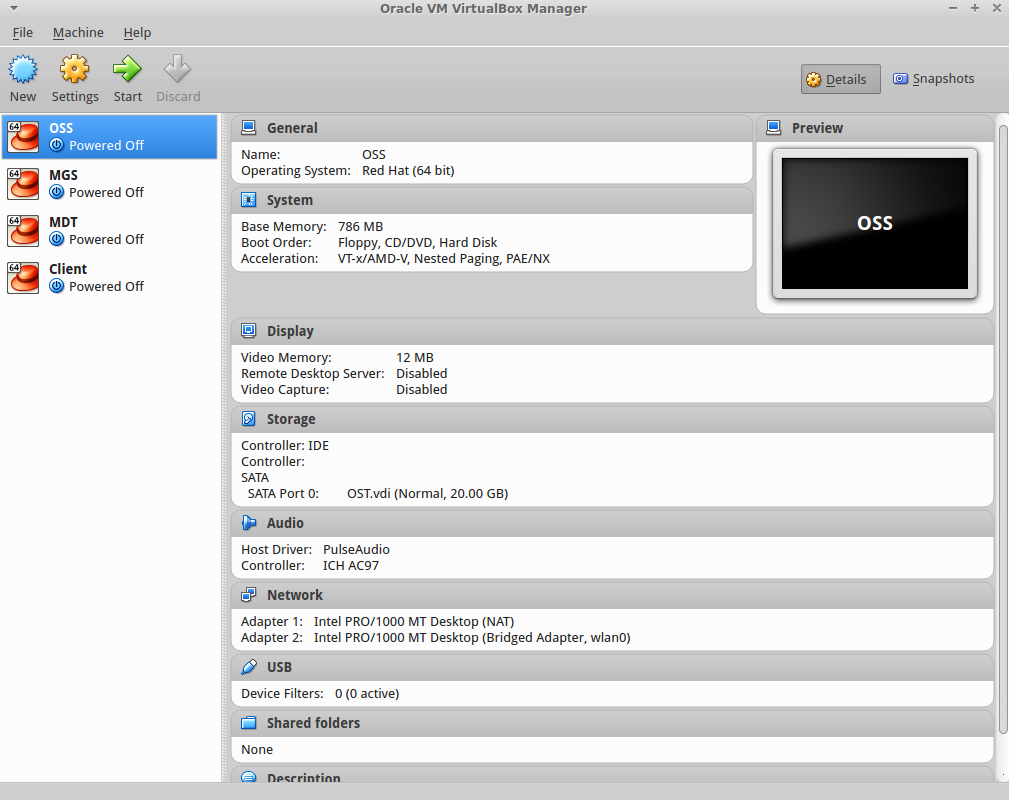 Oracle VM VirtualBox Manager
File Machine Help
New Settings Start Discard
Details Snapshots
64 OSS
Powered Off
64 MGS
Powered Off
64 MDT
Powered Off
64 Client
Powered Off
General
Name: OSS
Operating System: Red Hat (64 bit)
System
Base Memory: 786 MB
Boot Order: Floppy, CD/DVD, Hard Disk
Acceleration: VT-x/AMD-V, Nested Paging, PAE/NX
Preview
OSS
Display
Video Memory: 12 MB
Remote Desktop Server: Disabled
Video Capture: Disabled
Storage
Controller: IDE
Controller:
SATA
SATA Port 0: OST.vdi (Normal, 20.00 GB)
Audio
Host Driver: PulseAudio
Controller: ICH AC97
Network
Adapter 1: Intel PRO/1000 MT Desktop (NAT)
Adapter 2: Intel PRO/1000 MT Desktop (Bridged Adapter, wlan0)
USB
Device Filters: 0 (0 active)
Shared folders
None
Description